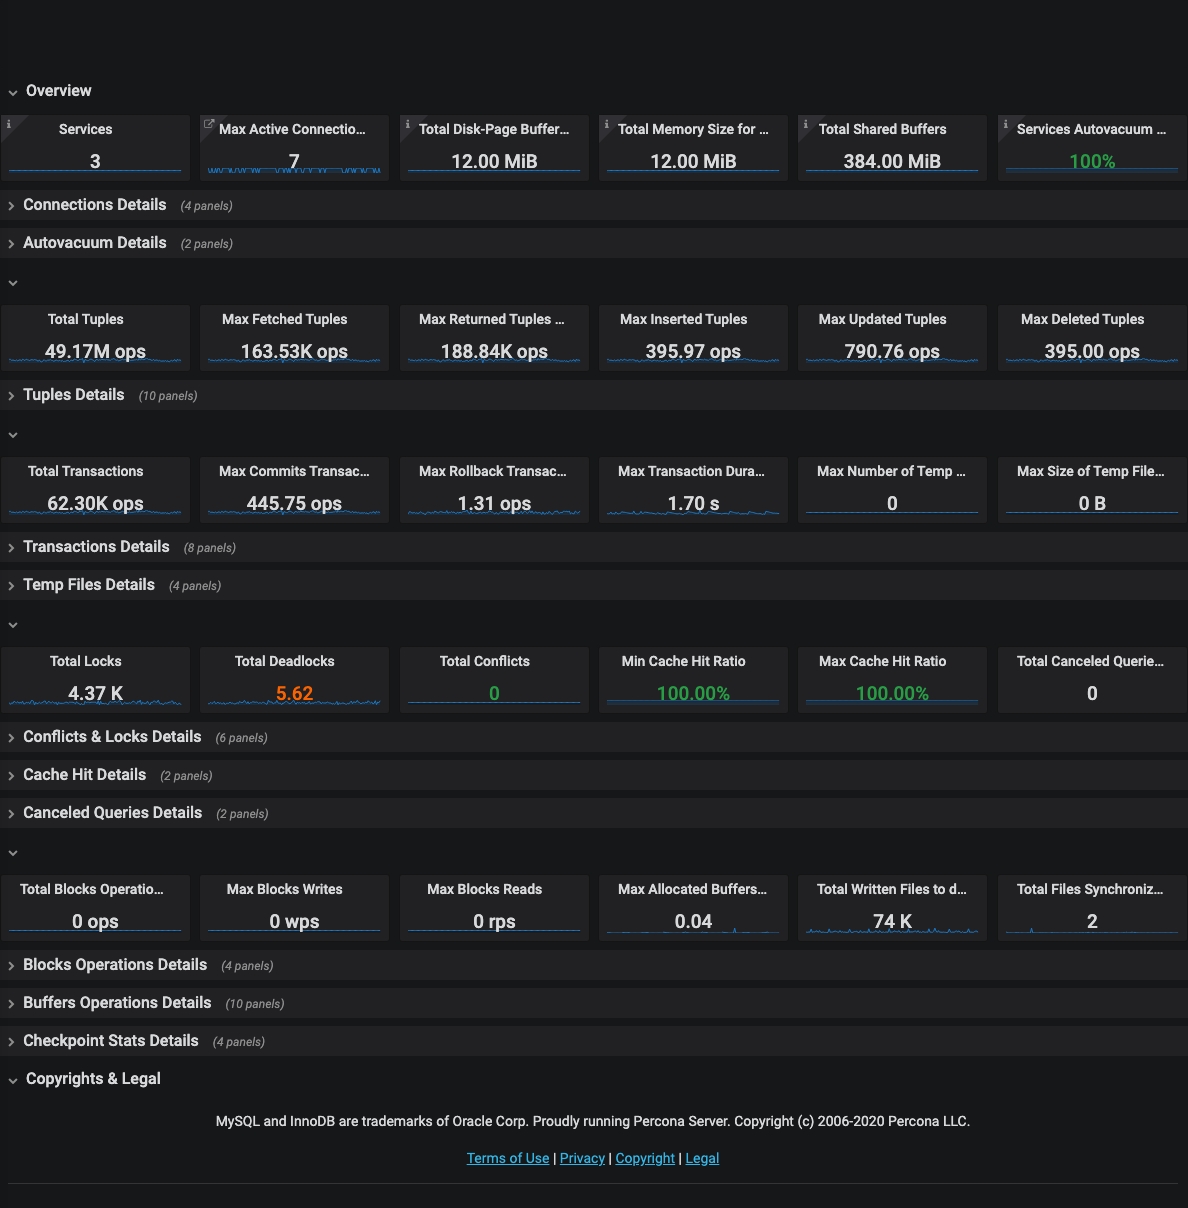 Overview
Services
3
Max Active Connectio...
7
Total Disk-Page Buffer...
12.00 MiB
Total Memory Size for ...
12.00 MiB
Total Shared Buffers
384.00 MiB
Services Autovacuum ...
100%
Connections Details (4 panels)
Autovacuum Details (2 panels)
Total Tuples
49.17M ops
Max Fetched Tuples
163.53K ops
Max Returned Tuples ...
188.84K ops
Max Inserted Tuples
395.97 ops
Max Updated Tuples
790.76 ops
Max Deleted Tuples
395.00 ops
Tuples Details (10 panels)
Total Transactions
62.30K ops
Max Commits Transac...
445.75 ops
Max Rollback Transac...
1.31 ops
Max Transaction Dura...
1.70 s
Max Number of Temp ...
0
Max Size of Temp File...
0 B
Transactions Details (8 panels)
Temp Files Details (4 panels)
Total Locks
4.37 K
Total Deadlocks
5.62
Total Conflicts
0
Min Cache Hit Ratio
100.00%
Max Cache Hit Ratio
100.00%
Total Canceled Querie...
0
Conflicts & Locks Details (6 panels)
Cache Hit Details (2 panels)
Canceled Queries Details (2 panels)
Total Blocks Operatio...
0 ops
Max Blocks Writes
0 wps
Max Blocks Reads
0 rps
Max Allocated Buffers...
0.04
Total Written Files to d...
74 K
Total Files Synchroniz...
2
Blocks Operations Details (4 panels)
Buffers Operations Details (10 panels)
Checkpoint Stats Details (4 panels)
Copyrights & Legal
MySQL and InnoDB are trademarks of Oracle Corp. Proudly running Percona Server. Copyright (c) 2006-2020 Percona LLC.
Terms of Use | Privacy | Copyright | Legal